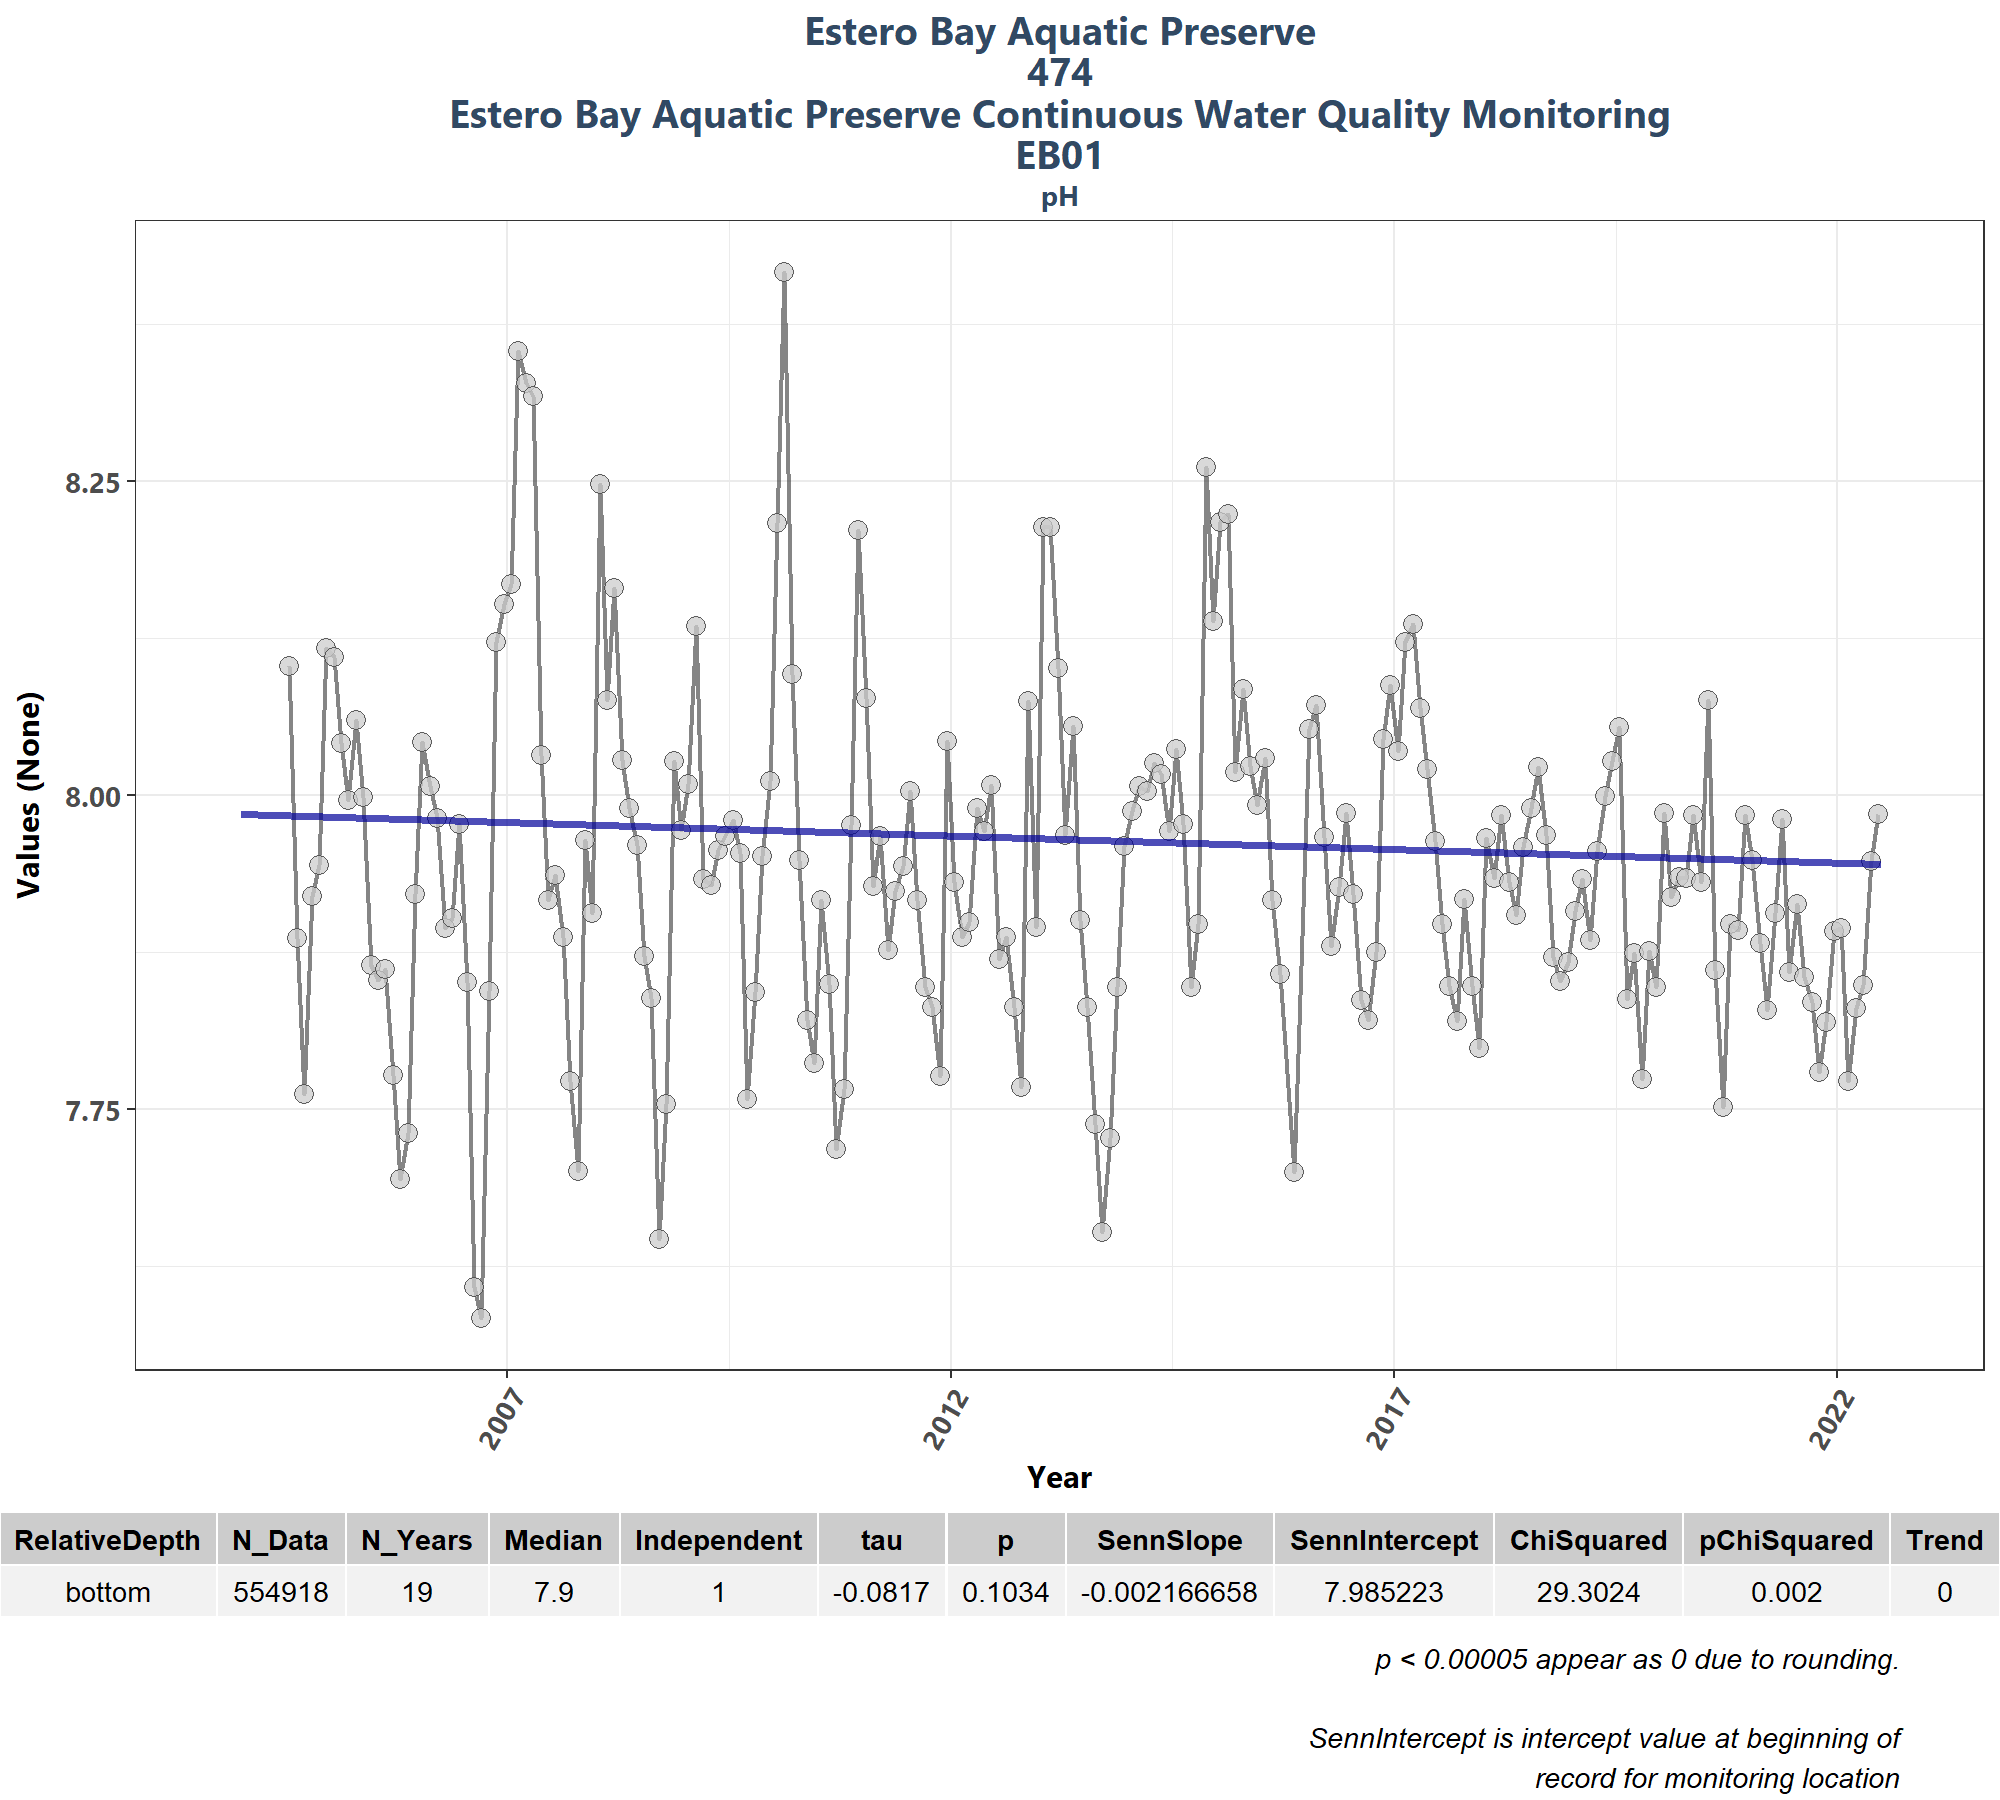 Estero Bay Aquatic Preserve
474
Estero Bay Aquatic Preserve Continuous Water Quality Monitoring
EB01
pH
Values (None)
8.25
8.00
7.75
2007 2012 2017 2022
Year
RelativeDepth N_Data N_Years Median Independent tau p SennSlope SennIntercept ChiSquared pChiSquared Trend
bottom 554918 19 7.9 1 -0.0817 0.1034 -0.002166658 7.985223 29.3024 0.002 0
p < 0.00005 appear as 0 due to rounding.
SennIntercept is intercept value at beginning of
record for monitoring location